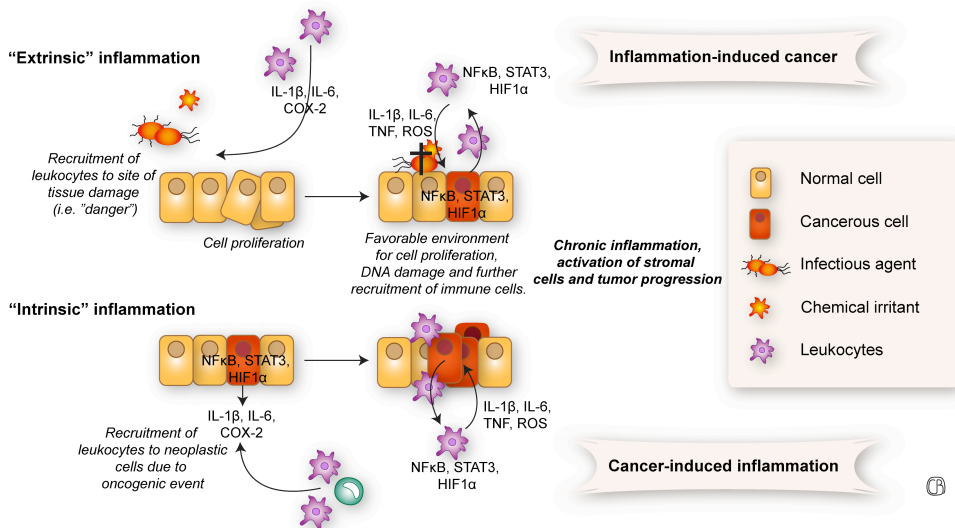 “Extrinsic” inflammation
IL-1β, IL-6,
COX-2
Recruitment of
leukocytes to site of
tissue damage
(i.e. ”danger”)
Cell proliferation
NFκB, STAT3,
HIF1α
IL-1β, IL-6,
TNF, ROS
NFκB, STAT3,
HIF1α
Favorable environment
for cell proliferation,
DNA damage and further
recruitment of immune cells.
Inflammation-induced cancer
Chronic inflammation,
activation of stromal
cells and tumor progression
Normal cell
Cancerous cell
Infectious agent
Chemical irritant
Leukocytes
“Intrinsic” inflammation
NFκB, STAT3,
HIF1α
IL-1β, IL-6,
COX-2
Recruitment of
leukocytes to neoplastic
cells due to
oncogenic event
IL-1β, IL-6,
TNF, ROS
NFκB, STAT3,
HIF1α
Cancer-induced inflammation
CB